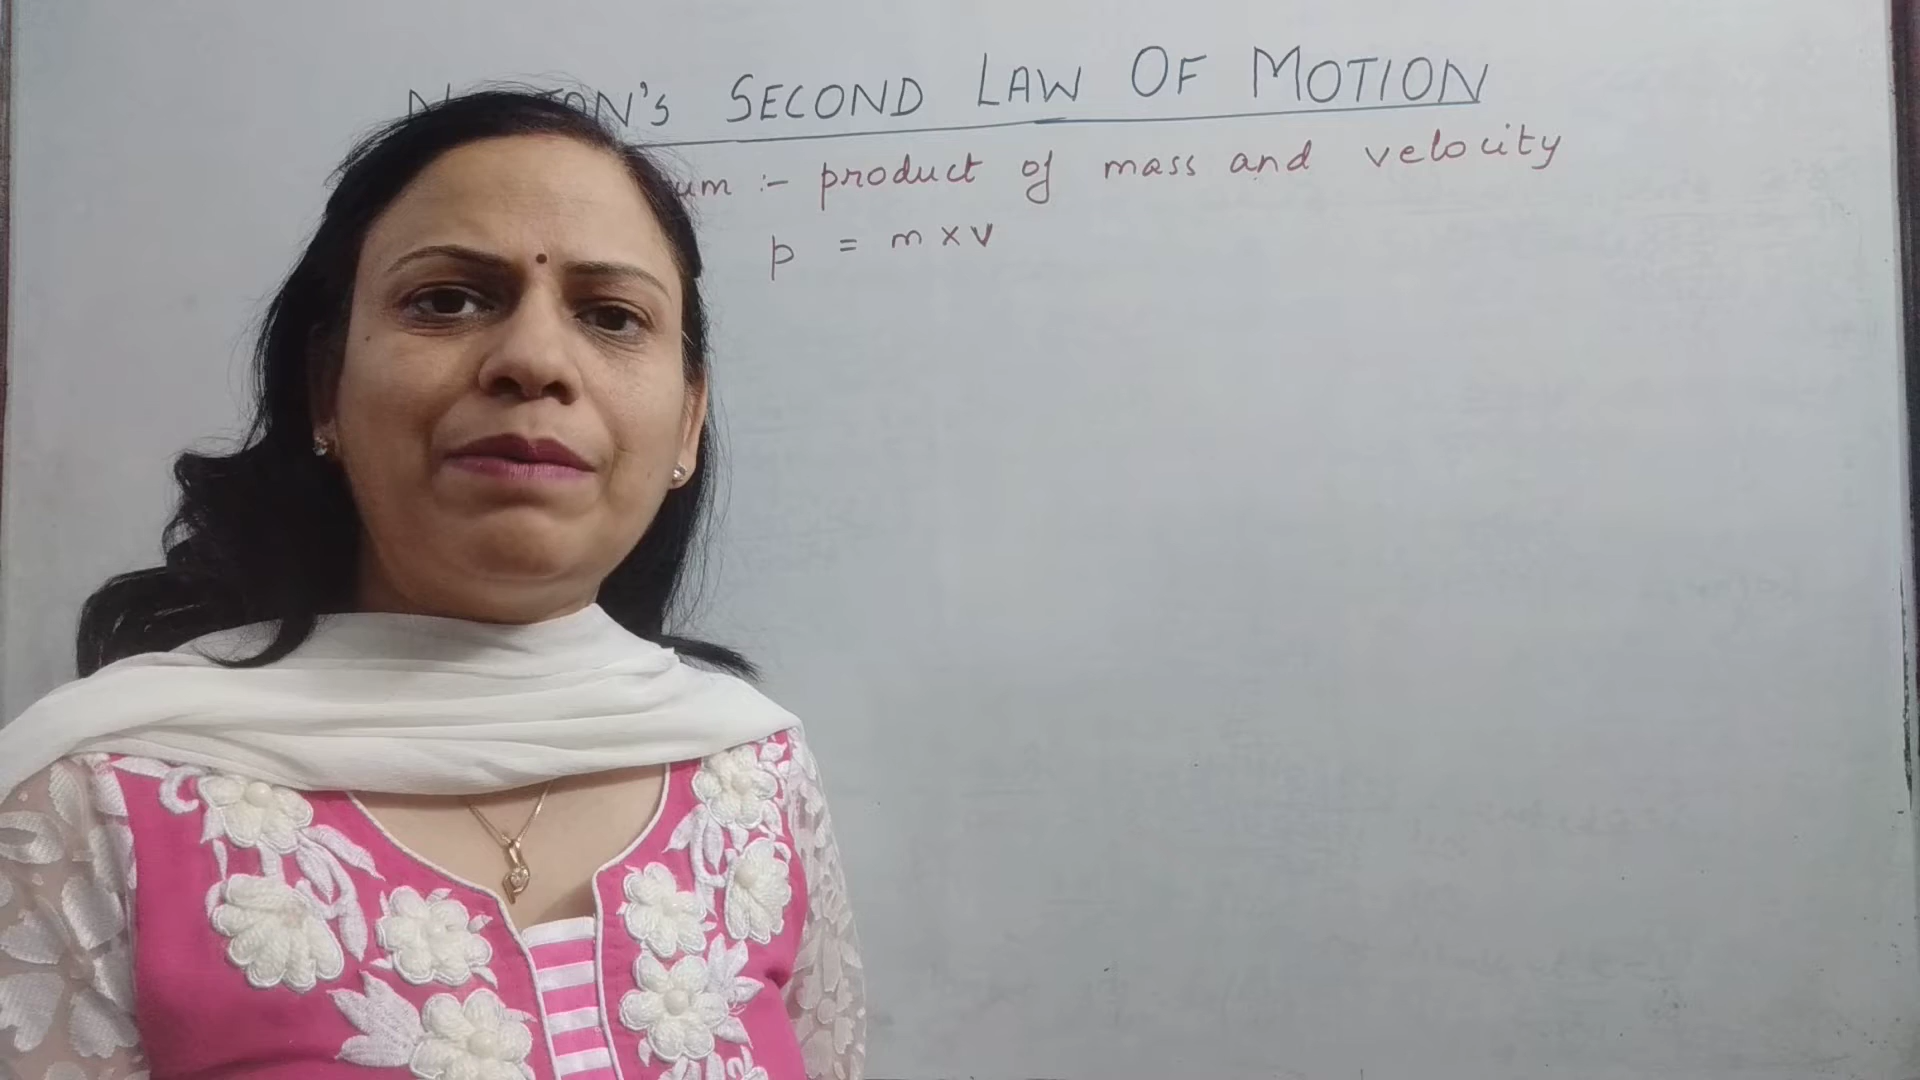 SECOND LAW OF MOTION
:- product of mass and velocity
p = m x v